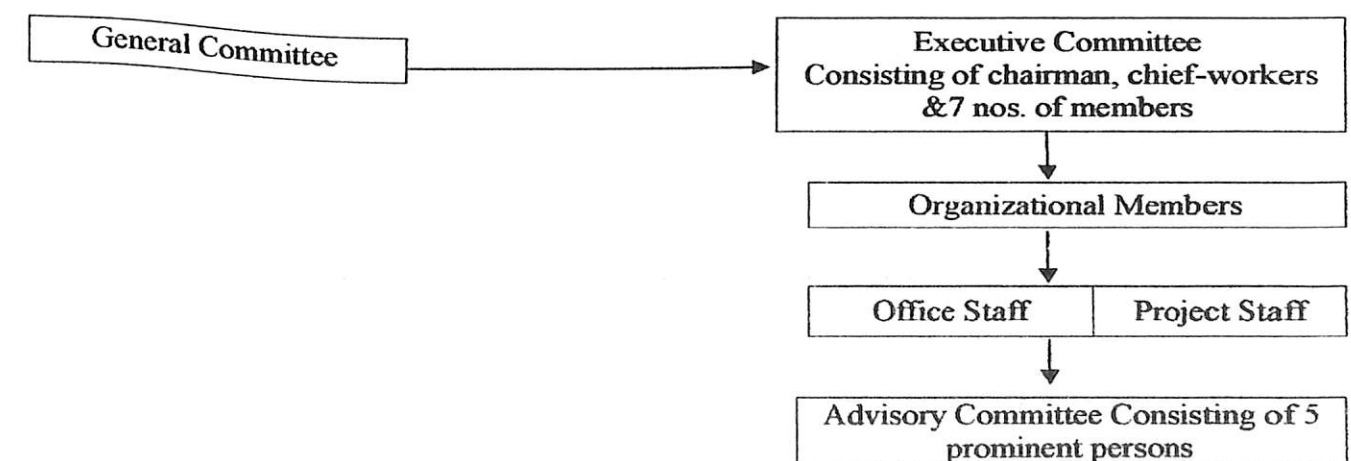 General Committee
Executive Committee
Consisting of chairman, chief-workers
&7 nos. of members
Organizational Members
Office Staff
Project Staff
Advisory Committee Consisting of 5
prominent persons